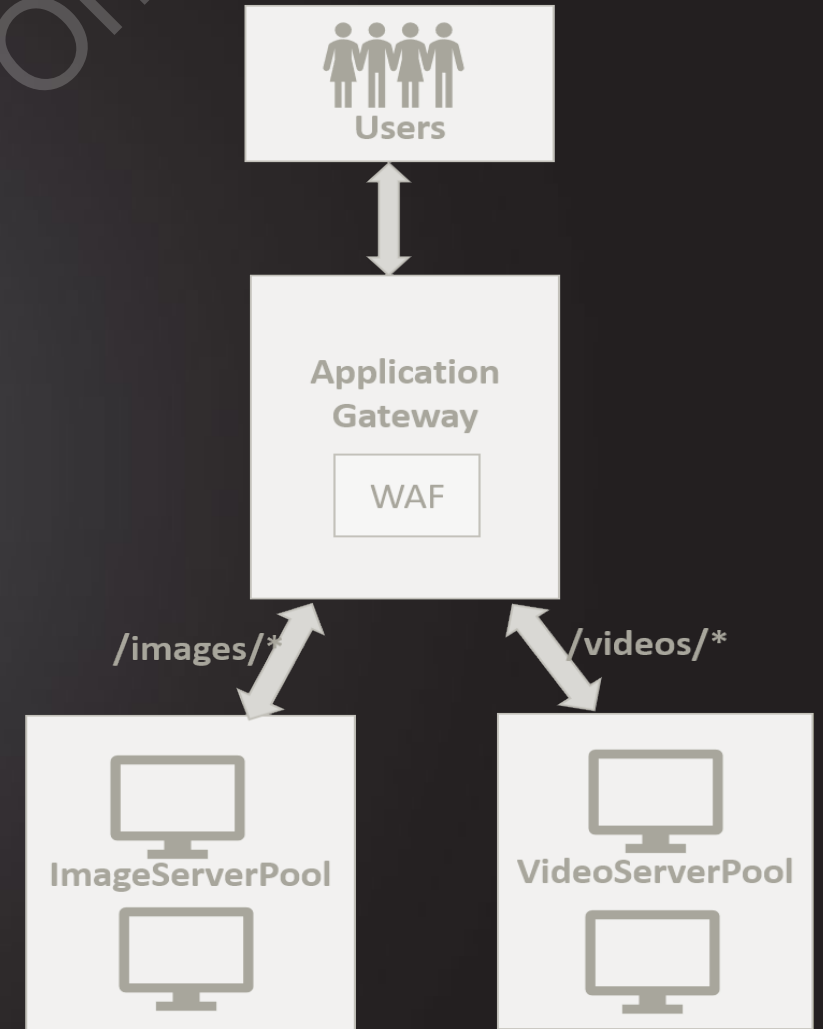 Users
Application
Gateway
WAF
/images/*
/videos/*
ImageServerPool
VideoServerPool